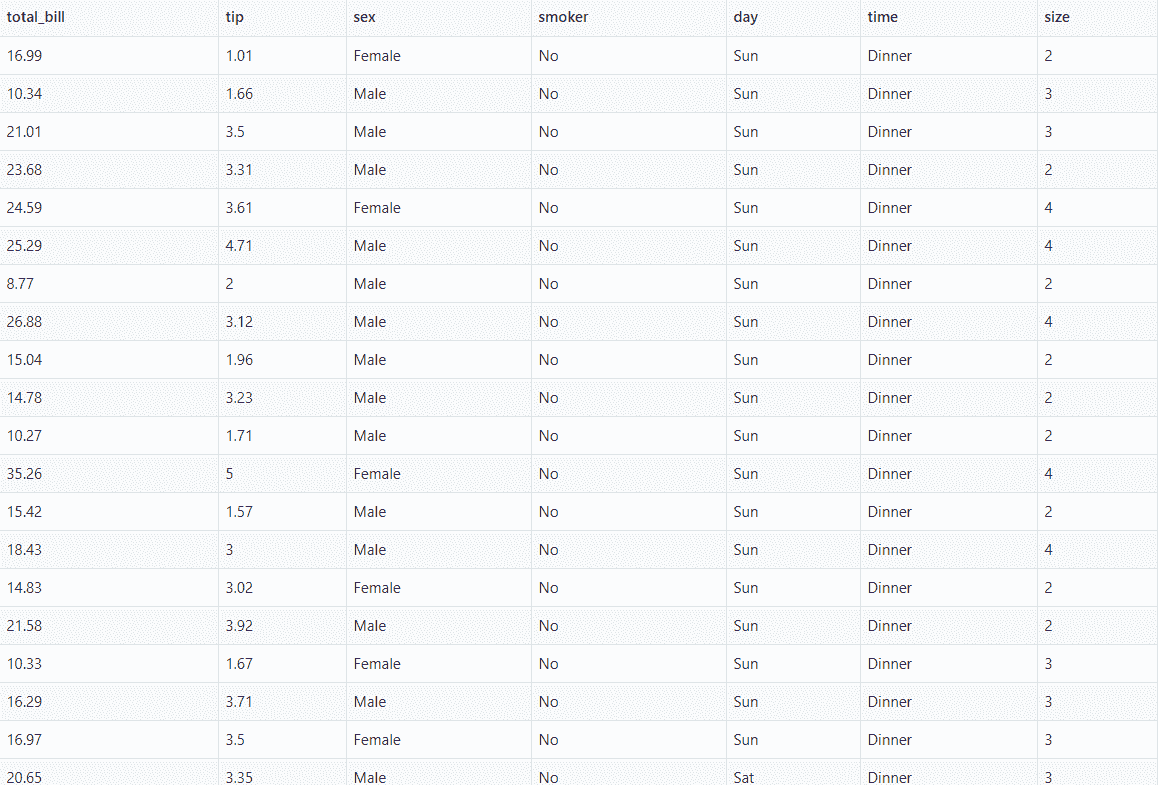 total_bill tip sex smoker day time size
16.99 1.01 Female No Sun Dinner 2
10.34 1.66 Male No Sun Dinner 3
21.01 3.5 Male No Sun Dinner 3
23.68 3.31 Male No Sun Dinner 2
24.59 3.61 Female No Sun Dinner 4
25.29 4.71 Male No Sun Dinner 4
8.77 2 Male No Sun Dinner 2
26.88 3.12 Male No Sun Dinner 4
15.04 1.96 Male No Sun Dinner 2
14.78 3.23 Male No Sun Dinner 2
10.27 1.71 Male No Sun Dinner 2
35.26 5 Female No Sun Dinner 4
15.42 1.57 Male No Sun Dinner 2
18.43 3 Male No Sun Dinner 4
14.83 3.02 Female No Sun Dinner 2
21.58 3.92 Male No Sun Dinner 2
10.33 1.67 Female No Sun Dinner 3
16.29 3.71 Male No Sun Dinner 3
16.97 3.5 Female No Sun Dinner 3
20.65 3.35 Male No Sat Dinner 3